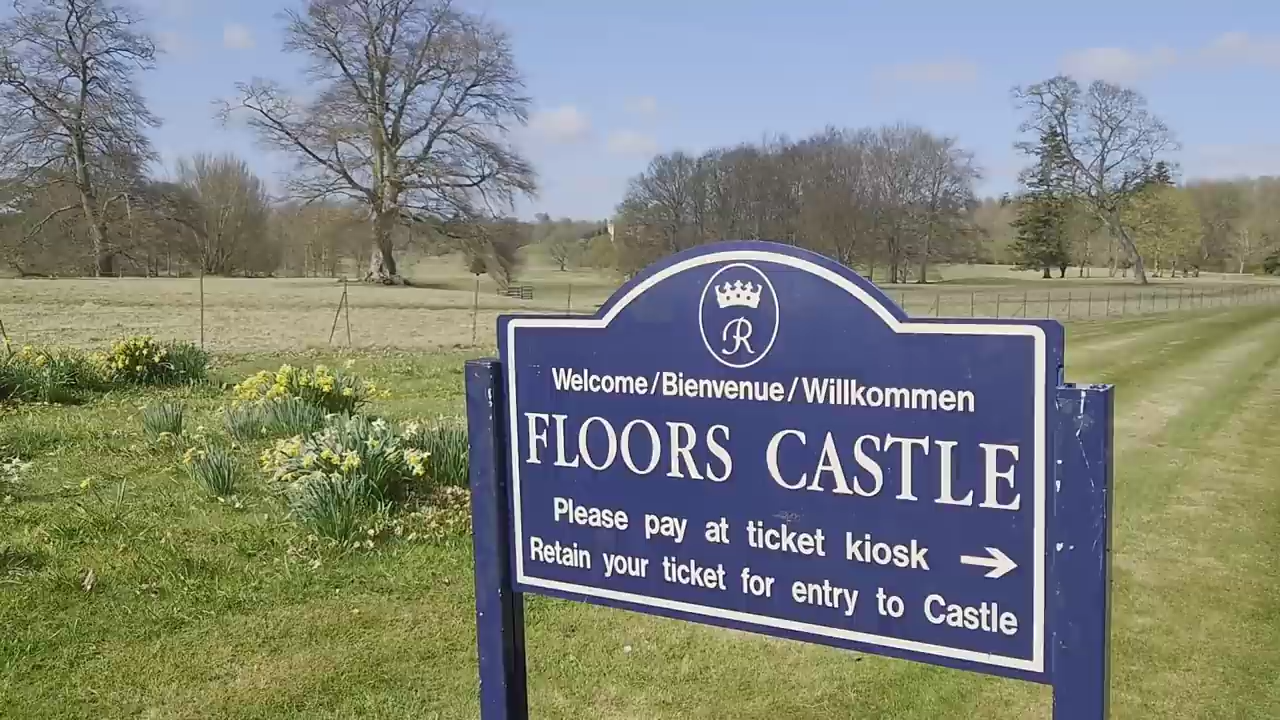 R
Welcome/Bienvenue/Willkommen
FLOORS CASTLE
Please pay at ticket kiosk →
Retain your ticket for entry to Castle